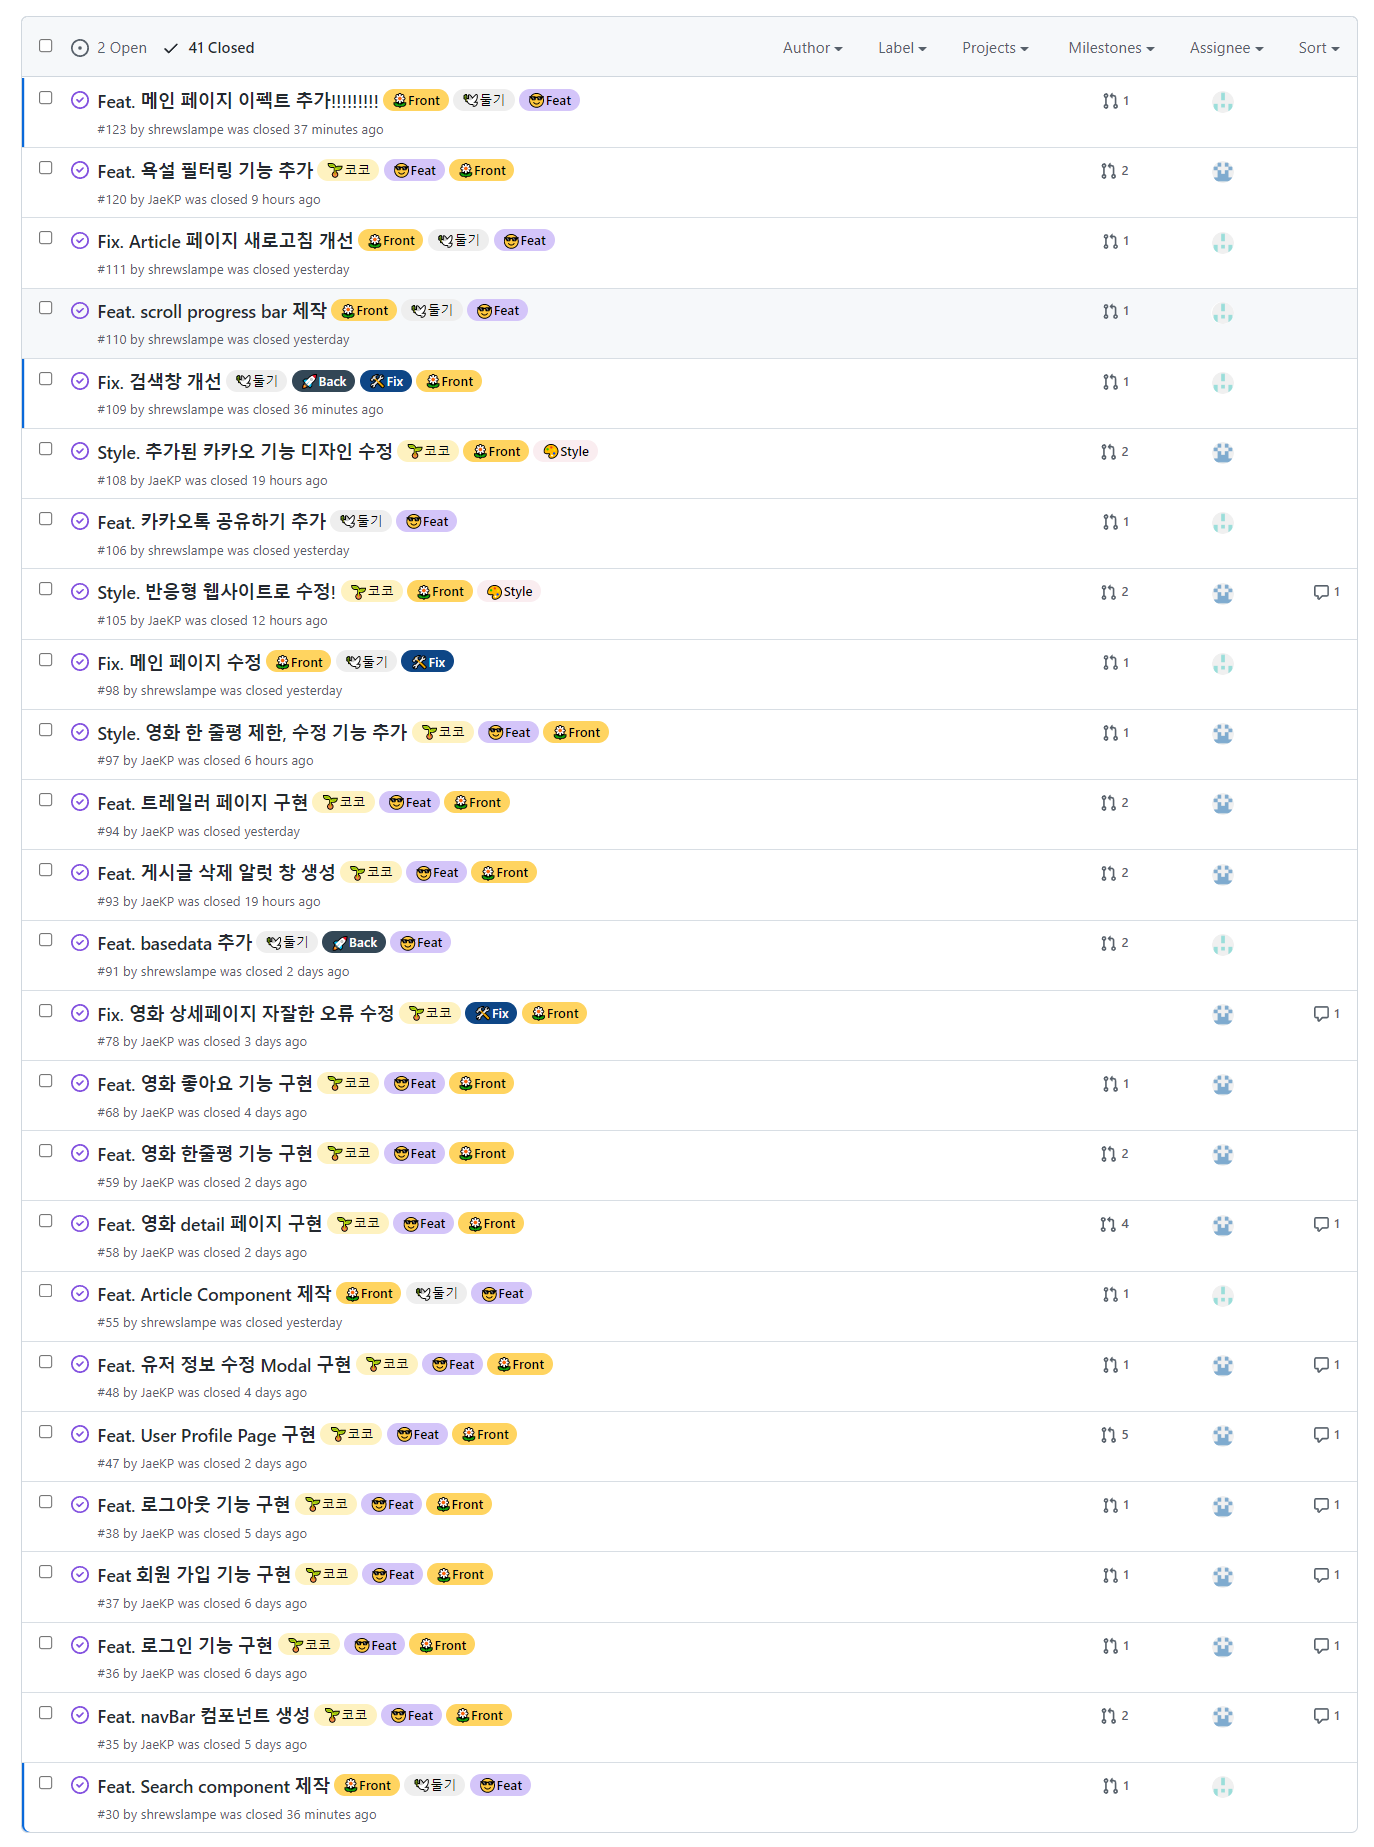 2 Open 41 Closed Author Label Projects Milestones Assignee Sort
Feat. 메인 페이지 이펙트 추가!!!!!!!!! Front 둘기 Feat 1
#123 by shrewslampe was closed 37 minutes ago
Feat. 욕설 필터링 기능 추가 코코 Feat Front 2
#120 by JaeKP was closed 9 hours ago
Fix. Article 페이지 새로고침 개선 Front 둘기 Feat 1
#111 by shrewslampe was closed yesterday
Feat. scroll progress bar 제작 Front 둘기 Feat 1
#110 by shrewslampe was closed yesterday
Fix. 검색창 개선 둘기 Back Fix Front 1
#109 by shrewslampe was closed 36 minutes ago
Style. 추가된 카카오 기능 디자인 수정 코코 Front Style 2
#108 by JaeKP was closed 19 hours ago
Feat. 카카오톡 공유하기 추가 둘기 Feat 1
#106 by shrewslampe was closed yesterday
Style. 반응형 웹사이트로 수정! 코코 Front Style 2 1
#105 by JaeKP was closed 12 hours ago
Fix. 메인 페이지 수정 Front 둘기 Fix 1
#98 by shrewslampe was closed yesterday
Style. 영화 한 줄평 제한, 수정 기능 추가 코코 Feat Front 1
#97 by JaeKP was closed 6 hours ago
Feat. 트레일러 페이지 구현 코코 Feat Front 2
#94 by JaeKP was closed yesterday
Feat. 게시글 삭제 알럿 창 생성 코코 Feat Front 2
#93 by JaeKP was closed 19 hours ago
Feat. basedata 추가 둘기 Back Feat 2
#91 by shrewslampe was closed 2 days ago
Fix. 영화 상세페이지 자잘한 오류 수정 코코 Fix Front 1
#78 by JaeKP was closed 3 days ago
Feat. 영화 좋아요 기능 구현 코코 Feat Front 1
#68 by JaeKP was closed 4 days ago
Feat. 영화 한줄평 기능 구현 코코 Feat Front 2
#59 by JaeKP was closed 2 days ago
Feat. 영화 detail 페이지 구현 코코 Feat Front 4 1
#58 by JaeKP was closed 2 days ago
Feat. Article Component 제작 Front 둘기 Feat 1
#55 by shrewslampe was closed yesterday
Feat. 유저 정보 수정 Modal 구현 코코 Feat Front 1 1
#48 by JaeKP was closed 4 days ago
Feat. User Profile Page 구현 코코 Feat Front 5 1
#47 by JaeKP was closed 2 days ago
Feat. 로그아웃 기능 구현 코코 Feat Front 1 1
#38 by JaeKP was closed 5 days ago
Feat 회원 가입 기능 구현 코코 Feat Front 1 1
#37 by JaeKP was closed 6 days ago
Feat. 로그인 기능 구현 코코 Feat Front 1 1
#36 by JaeKP was closed 6 days ago
Feat. navBar 컴포넌트 생성 코코 Feat Front 2 1
#35 by JaeKP was closed 5 days ago
Feat. Search component 제작 Front 둘기 Feat 1
#30 by shrewslampe was closed 36 minutes ago